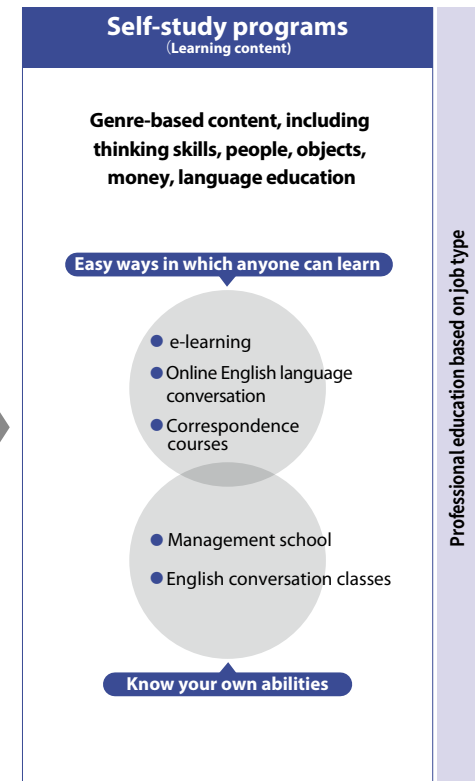 Self-study programs
(Learning content)
Genre-based content, including
thinking skills, people, objects,
money, language education
Easy ways in which anyone can learn
● e-learning
● Online English language
conversation
● Correspondence
courses
● Management school
● English conversation classes
Know your own abilities
Professional education based on job type